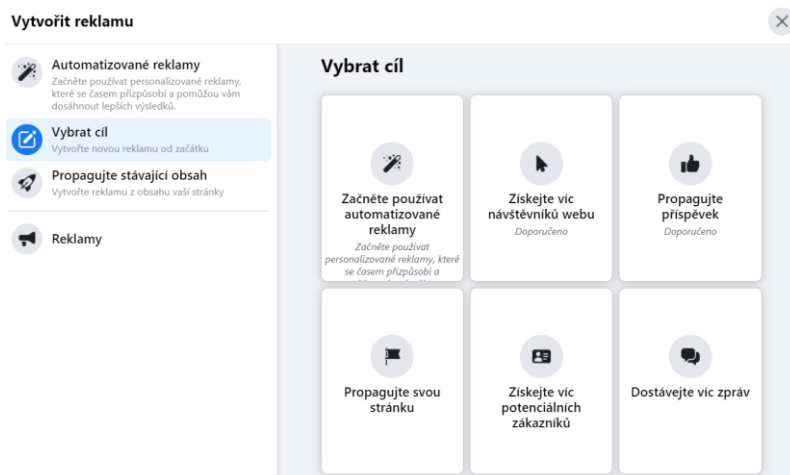 Vytvořit reklamu
Automatizované reklamy
Začněte používat personalizované reklamy,
které se časem přizpůsobí a pomůžou vám
dosáhnout lepších výsledků.
Vybrat cíl
Vytvořte novou reklamu od začátku
Propagujte stávající obsah
Vytvořte reklamu z obsahu vaší stránky
Reklamy
Vybrat cíl
Začněte používat
automatizované
reklamy
Začněte používat
personalizované reklamy, které
se časem přizpůsobí a
Získejte víc
návštěvníků webu
Doporučeno
Propagujte
příspěvek
Doporučeno
Propagujte svou
stránku
Získejte víc
potenciálních
zákazníků
Dostávejte víc zpráv